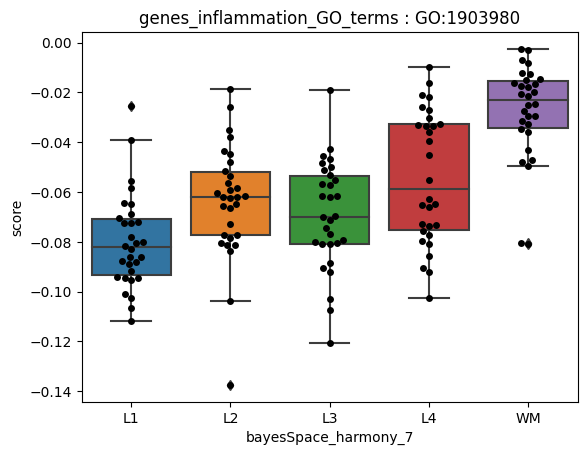 genes_inflammation_GO_terms : GO:1903980
0.00
−0.02
−0.04
−0.06
−0.08
−0.10
−0.12
−0.14
score
L1 L2 L3 L4 WM
bayesSpace_harmony_7